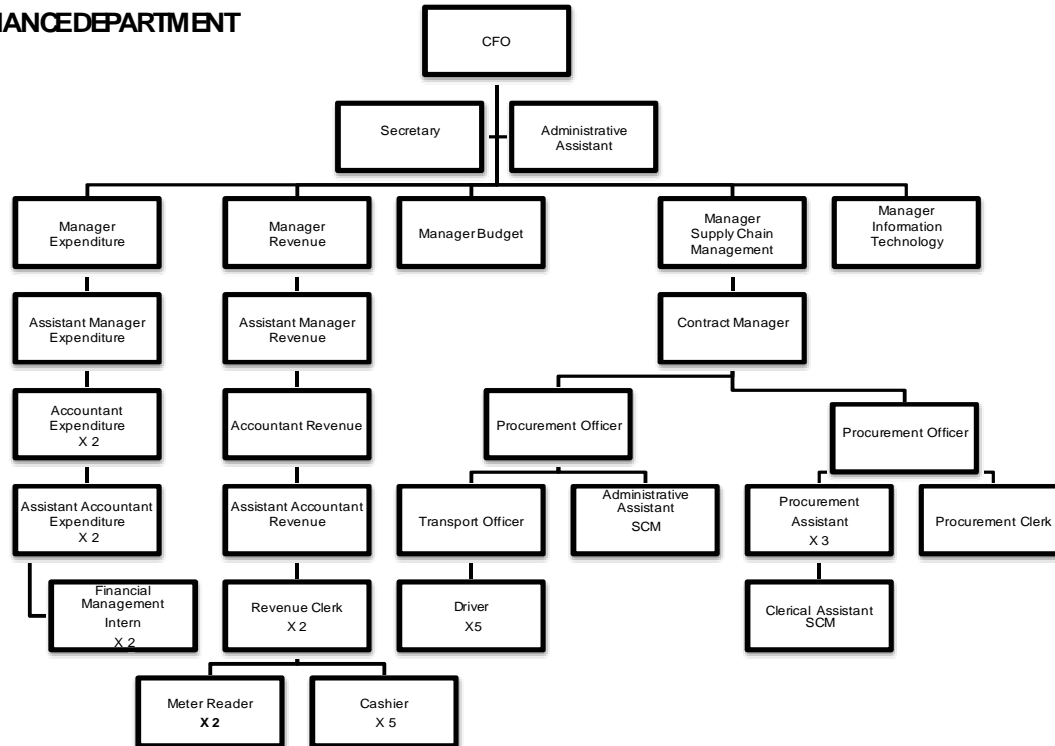 NANCEDEPARTMENT
CFO
Secretary
Administrative
Assistant
Manager
Expenditure
Manager
Revenue
Manager Budget
Manager
Supply Chain
Management
Manager
Information
Technology
Assistant Manager
Expenditure
Assistant Manager
Revenue
Contract Manager
Accountant
Expenditure
X 2
Accountant Revenue
Procurement Officer
Procurement Officer
Assistant Accountant
Expenditure
X 2
Assistant Accountant
Revenue
Transport Officer
Administrative
Assistant
SCM
Procurement
Assistant
X 3
Procurement Clerk
Financial
Management
Intern
X 2
Revenue Clerk
X 2
Driver
X5
Clerical Assistant
SCM
Meter Reader
X 2
Cashier
X 5